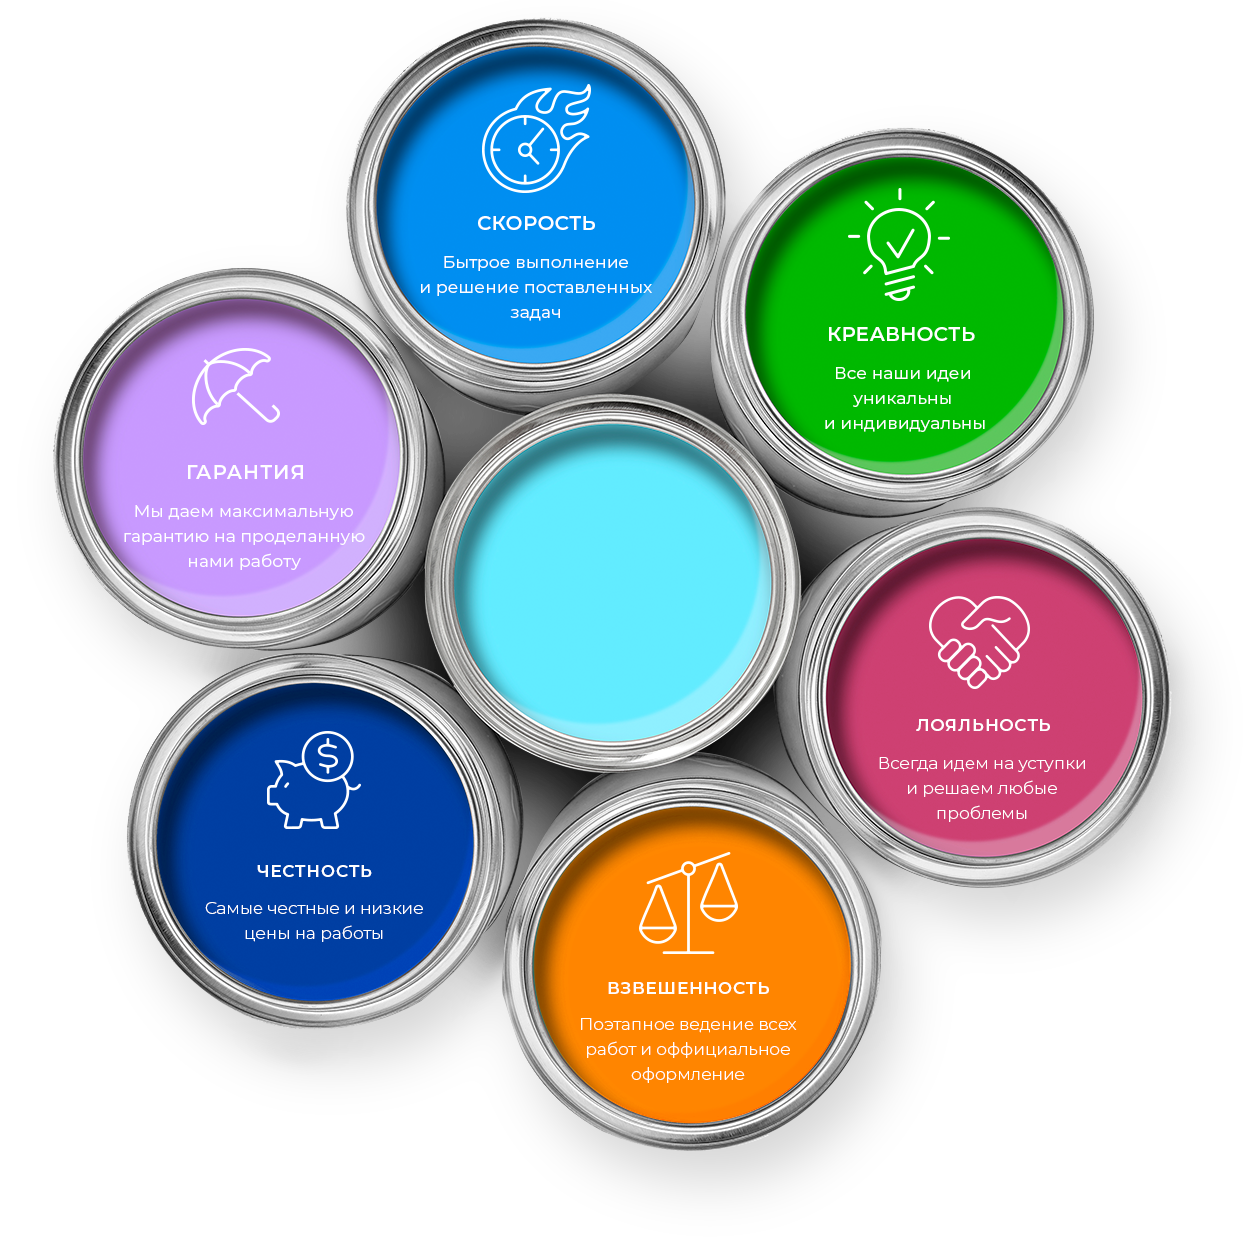 СКОРОСТЬ
Бытрое выполнение
и решение поставленных
задач
КРЕАВНОСТЬ
Все наши идеи
уникальны
и индивидуальны
ГАРАНТИЯ
Мы даем максимальную
гарантию на проделанную
нами работу
ЛОЯЛЬНОСТЬ
Всегда идем на уступки
и решаем любые
проблемы
ЧЕСТНОСТЬ
Самые честные и низкие
цены на работы
ВЗВЕШЕННОСТЬ
Поэтапное ведение всех
работ и оффициальное
оформление